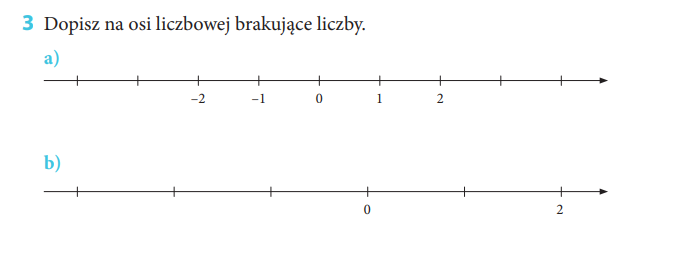 3 Dopisz na osi liczbowej brakujące liczby.
a)
–2 –1 0 1 2
b)
0 2